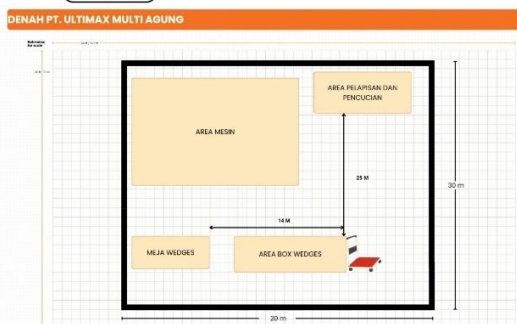 DENAH PT. ULTIMAX MULTI AGUNG
AREA MESIN
AREA PELAPISAN DAN
PENCUCIAN
25 M
30 m
14 M
MEJA WEDGES
AREA BOX WEDGES
20 m